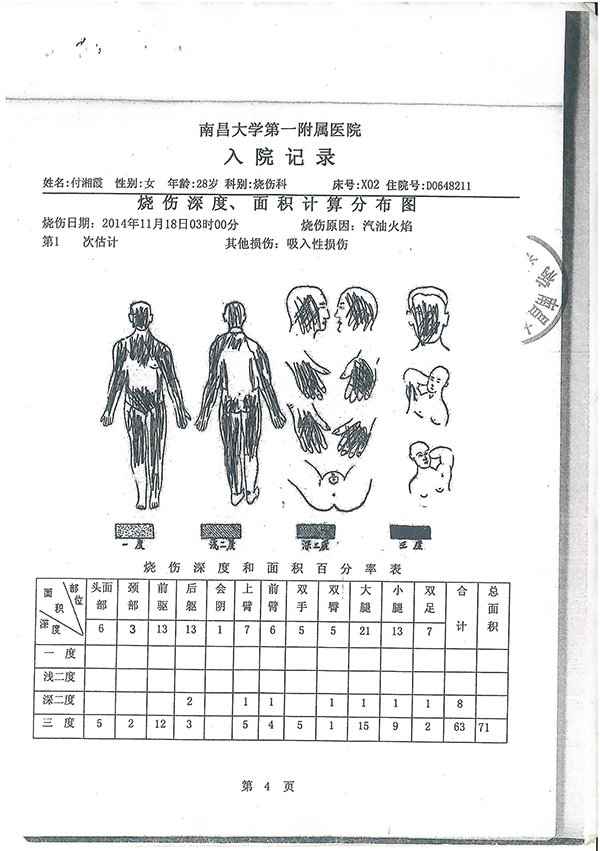 南昌大学第一附属医院
入院记录
姓名:付湘霞 性别:女 年龄:28岁 科别:烧伤科 床号:X02 住院号:D0648211
烧伤深度、面积计算分布图
烧伤日期: 2014年11月18日03时00分 烧伤原因: 汽油火焰
第1 次估计 其他损伤: 吸入性损伤
一度 浅二度 深二度 三度
烧伤深度和面积百分率表
面积 部位 深度 头面部 颈部 前驱 后躯 会阴 上臂 前臂 双手 双臀 大腿 小腿 双足 合计 总面积
6 3 13 13 1 7 6 5 5 21 13 7
一度
浅二度
深二度 2 1 1 1 1 1 1 8
三度 5 2 12 3 5 4 5 1 15 9 2 63 71
第 4 页